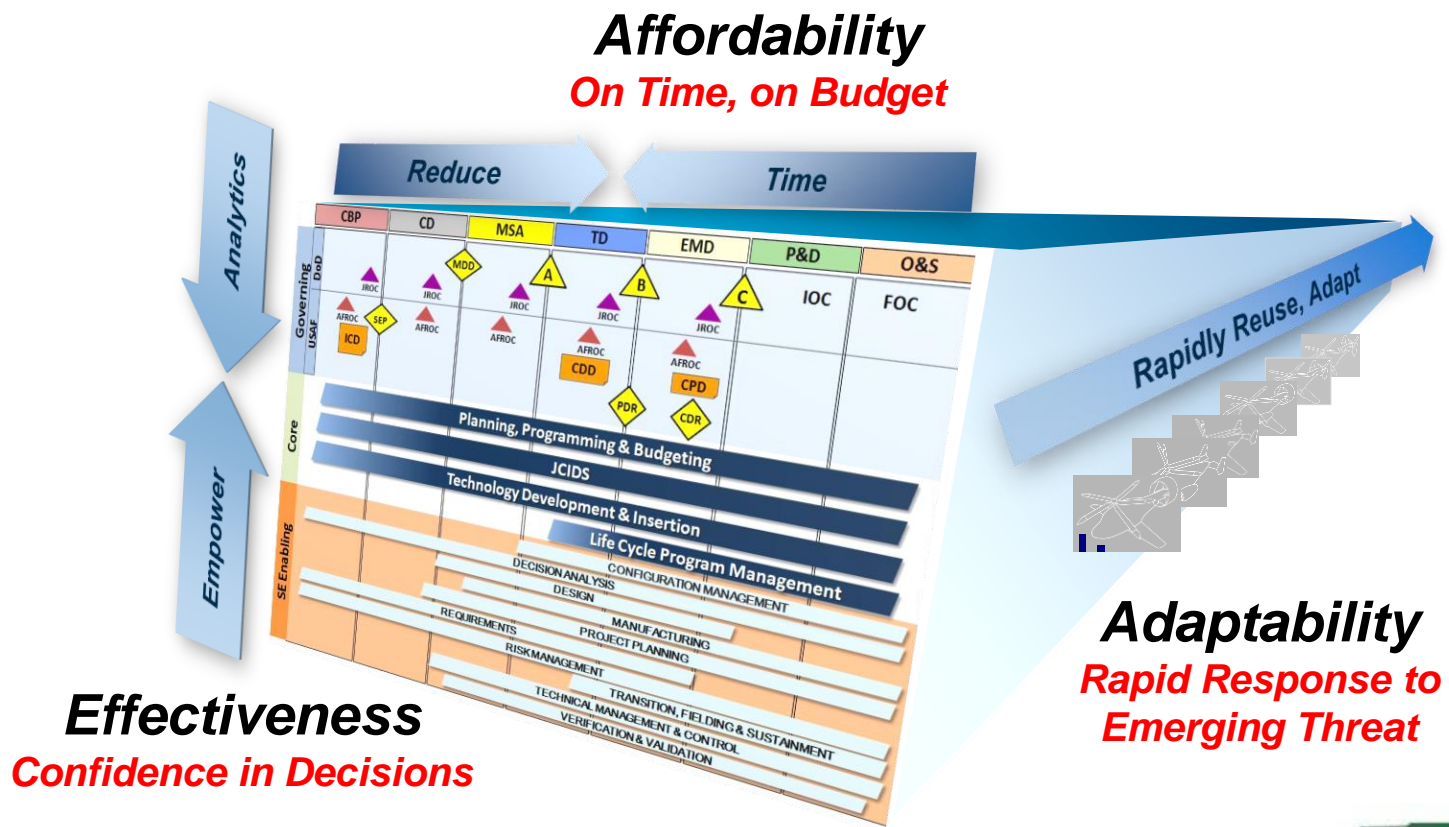 Affordability
On Time, on Budget
Analytics
Reduce
Time
CBP
CD
MSA
TD
EMD
P&D
O&S
Governing
DoD
USAF
MDD
A
B
C
IOC
FOC
JROC
JROC
JROC
JROC
JROC
AFROC
SEP
AFROC
AFROC
AFROC
AFROC
ICD
CDD
CPD
PDR
CDR
Rapidly Reuse, Adapt
Core
Planning, Programming & Budgeting
JCIDS
Technology Development & Insertion
Life Cycle Program Management
Empower
SE Enabling
CONFIGURATION MANAGEMENT
DECISION ANALYSIS
DESIGN
MANUFACTURING
PROJECT PLANNING
REQUIREMENTS
RISK MANAGEMENT
TRANSITION, FIELDING & SUSTAINMENT
TECHNICAL MANAGEMENT & CONTROL
VERIFICATION & VALIDATION
Effectiveness
Confidence in Decisions
Adaptability
Rapid Response to
Emerging Threat